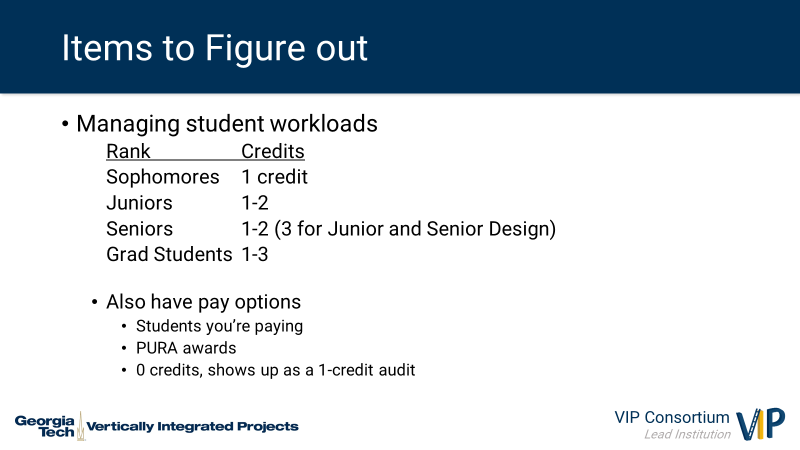 Items to Figure out
• Managing student workloads
Rank Credits
Sophomores 1 credit
Juniors 1-2
Seniors 1-2 (3 for Junior and Senior Design)
Grad Students 1-3
• Also have pay options
• Students you’re paying
• PURA awards
• 0 credits, shows up as a 1-credit audit
Georgia
Tech
Vertically Integrated Projects
VIP Consortium
Lead Institution
VIP